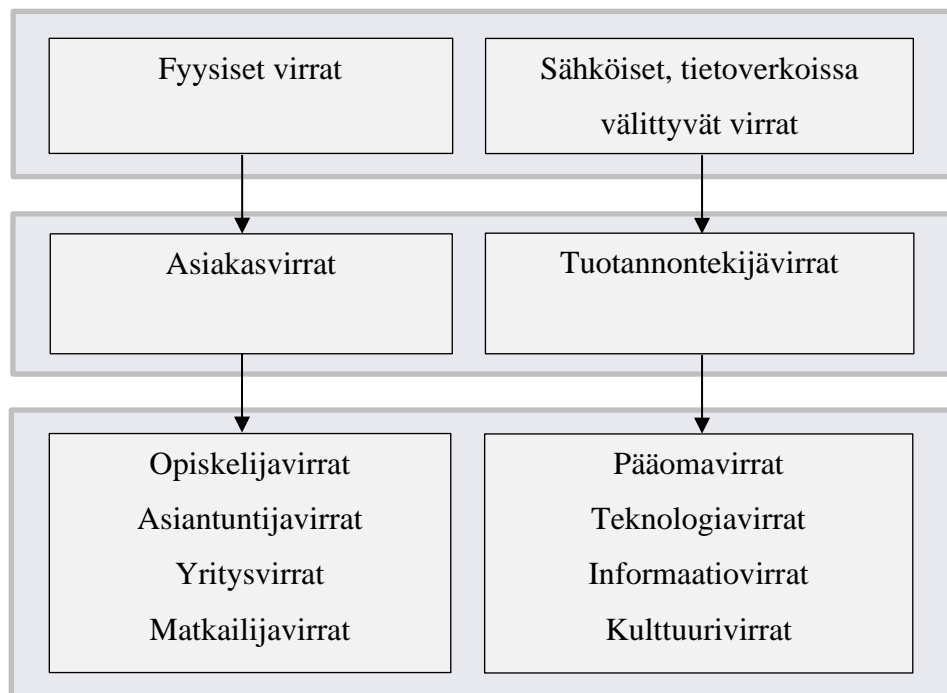 Fyysiset virrat
Sähköiset, tietoverkoissa
välittyvät virrat
Asiakasvirrat
Tuotannontekijävirrat
Opiskelijavirrat
Asiantuntijavirrat
Yritysvirrat
Matkailijavirrat
Pääomavirrat
Teknologiavirrat
Informaatiovirrat
Kulttuurivirrat